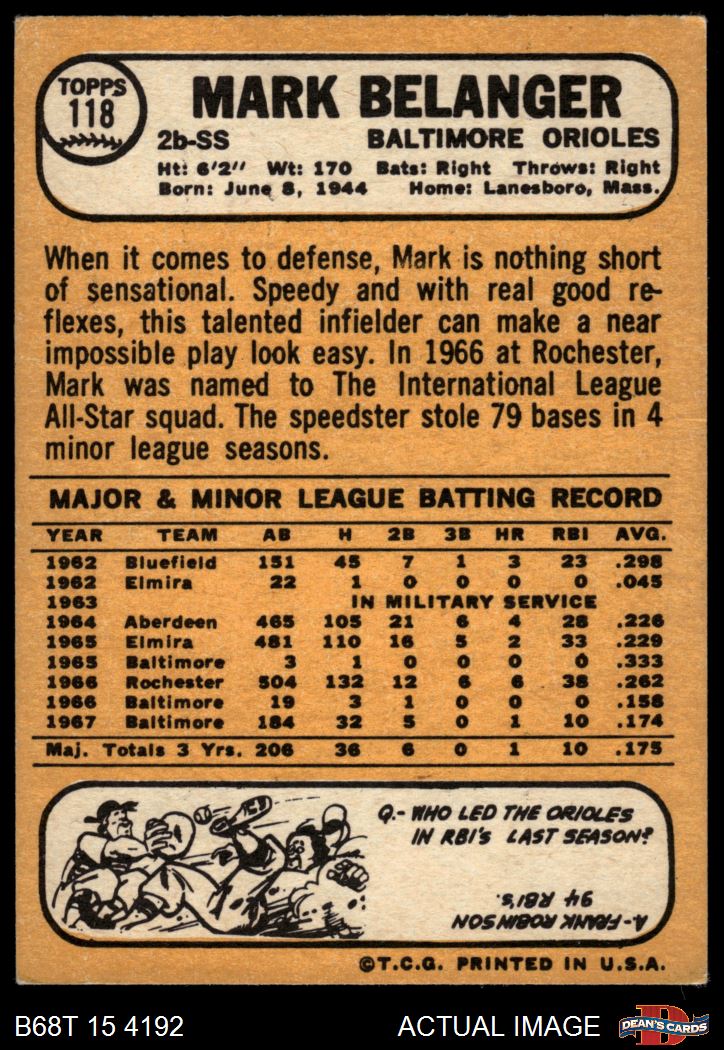 TOPPS
118
MARK BELANGER
2b-SS BALTIMORE ORIOLES
Ht: 6'2" Wt: 170 Bats: Right Throws: Right
Born: June 8, 1944 Home: Lanesboro, Mass.
When it comes to defense, Mark is nothing short
of sensational. Speedy and with real good re-
flexes, this talented infielder can make a near
impossible play look easy. In 1966 at Rochester,
Mark was named to The International League
All-Star squad. The speedster stole 79 bases in 4
minor league seasons.
MAJOR & MINOR LEAGUE BATTING RECORD
YEAR TEAM AB H 2B 3B HR RBI AVG.
1962 Bluefield 151 45 7 1 3 23 .298
1962 Elmira 22 1 0 0 0 0 .045
1963 IN MILITARY SERVICE
1964 Aberdeen 465 105 21 6 4 28 .226
1965 Elmira 481 110 16 5 2 33 .229
1965 Baltimore 3 1 0 0 0 0 .333
1966 Rochester 504 132 12 6 6 38 .262
1966 Baltimore 19 3 1 0 0 0 .158
1967 Baltimore 184 32 5 0 1 10 .174
Maj. Totals 3 Yrs. 206 36 6 0 1 10 .175
Q.- WHO LED THE ORIOLES
IN RBI's LAST SEASON?
A-FRANK ROBINSON
94 RBI's.
©T.C.G. PRINTED IN U.S.A.
B68T 15 4192 ACTUAL IMAGE
DEAN'S CARDS